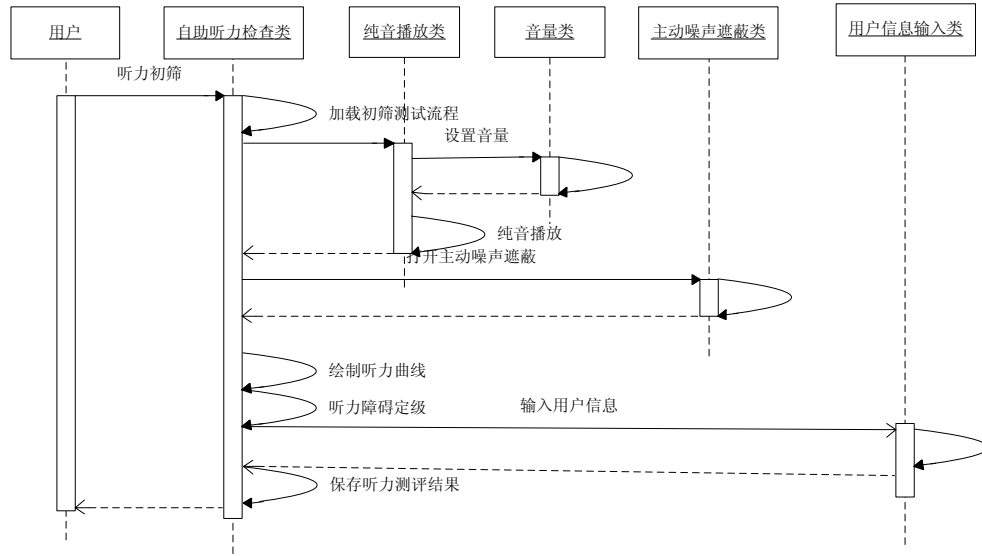 用户
自助听力检查类
纯音播放类
音量类
主动噪声遮蔽类
用户信息输入类
听力初筛
加载初筛测试流程
设置音量
纯音播放
打开主动噪声遮蔽
绘制听力曲线
听力障碍定级
输入用户信息
保存听力测评结果